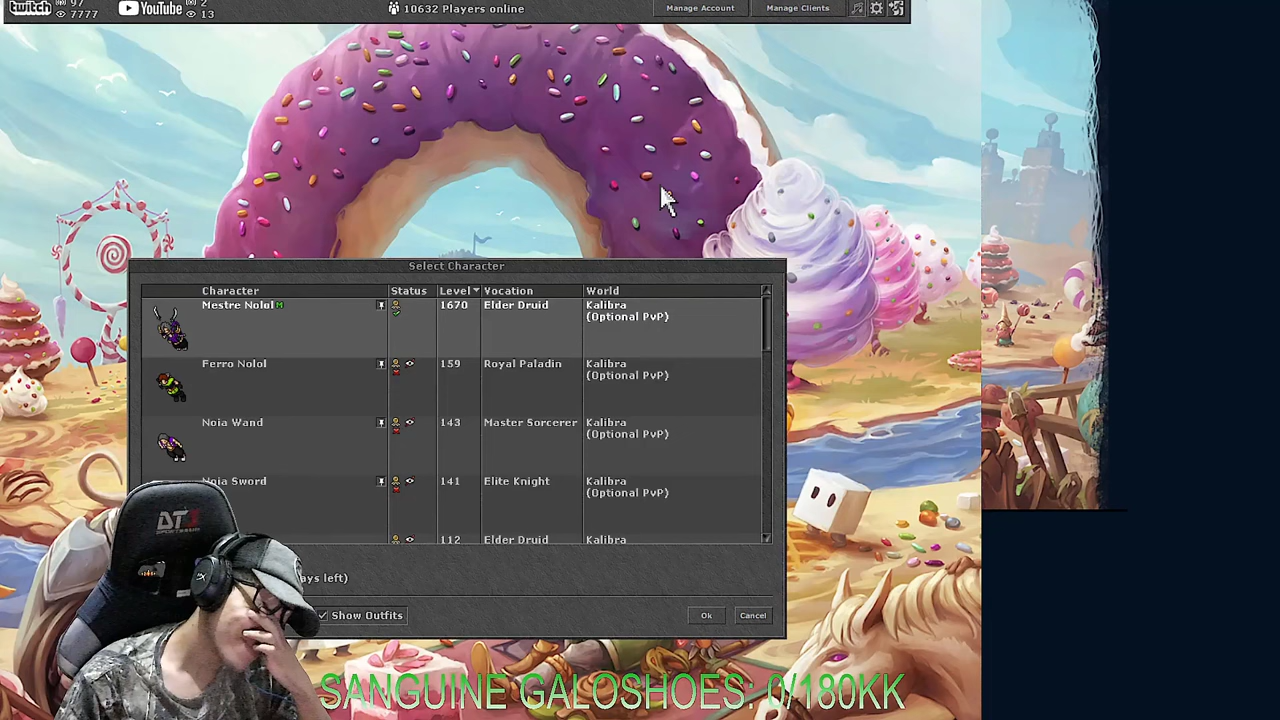 twitch 97 7777 YouTube 2 13 10632 Players online Manage Account Manage Clients
Select Character
Character Status Level Vocation World
Mestre Nolol M 1670 Elder Druid Kalibra
(Optional PvP)
Ferro Nolol 159 Royal Paladin Kalibra
(Optional PvP)
Noia Wand 143 Master Sorcerer Kalibra
(Optional PvP)
Noia Sword 141 Elite Knight Kalibra
(Optional PvP)
112 Elder Druid Kalibra
ays left)
Show Outfits Ok Cancel
DT3
SANGUINE GALOSHOES: 0/180KK